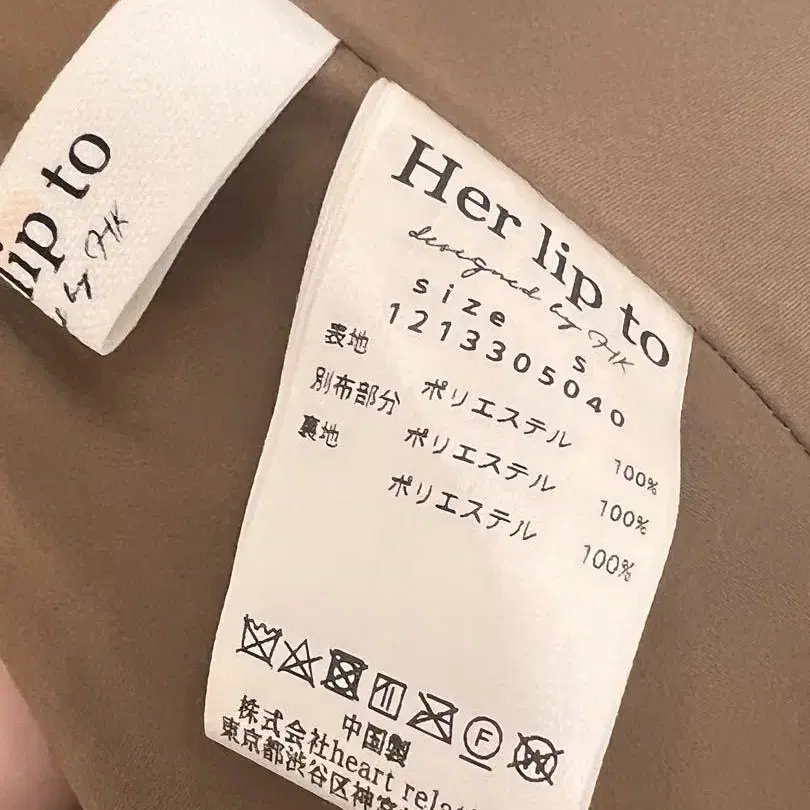 lip to
by HK
Her lip to
designed by HK
size S
1213305040
表地 ポリエステル 100%
別布部分 ポリエステル 100%
裏地 ポリエステル 100%
F
W
中国製
株式会社heart rela
東京都渋谷区神宮